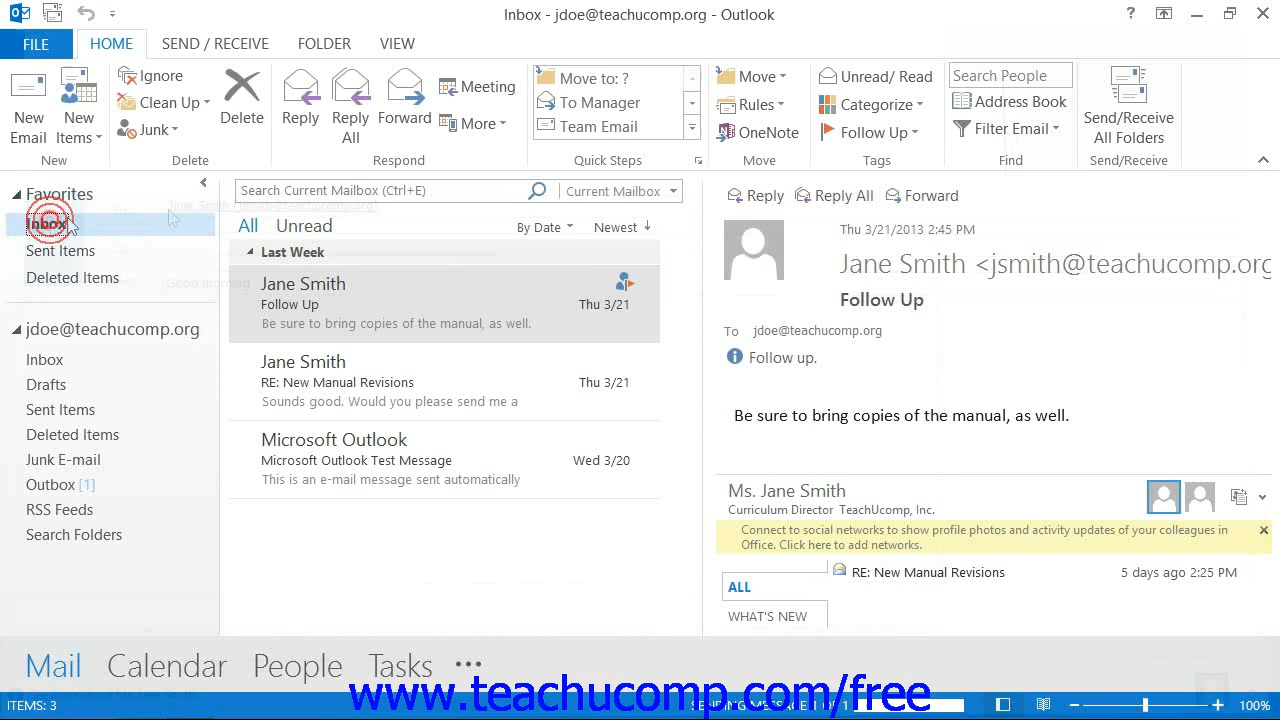 Inbox - jdoe@teachucomp.org - Outlook
FILE HOME SEND / RECEIVE FOLDER VIEW
New Email
New Items
New
Ignore
Clean Up
Junk
Delete
Delete
Reply
Reply All
Forward
Meeting
More
Respond
Move to: ?
To Manager
Team Email
Quick Steps
Move
Rules
OneNote
Move
Unread/ Read
Categorize
Follow Up
Tags
Search People
Address Book
Filter Email
Find
Send/Receive All Folders
Send/Receive
Favorites
Inbox
Sent Items
Deleted Items
jdoe@teachucomp.org
Inbox
Drafts
Sent Items
Deleted Items
Junk E-mail
Outbox [1]
RSS Feeds
Search Folders
Search Current Mailbox (Ctrl+E)
Current Mailbox
All Unread By Date Newest
Last Week
Jane Smith
Follow Up Thu 3/21
Be sure to bring copies of the manual, as well.
Jane Smith
RE: New Manual Revisions Thu 3/21
Sounds good. Would you please send me a
Microsoft Outlook
Microsoft Outlook Test Message Wed 3/20
This is an e-mail message sent automatically
Reply Reply All Forward
Thu 3/21/2013 2:45 PM
Jane Smith <jsmith@teachucomp.org
Follow Up
To jdoe@teachucomp.org
Follow up.
Be sure to bring copies of the manual, as well.
Ms. Jane Smith
Curriculum Director TeachUcomp, Inc.
Connect to social networks to show profile photos and activity updates of your colleagues in
Office. Click here to add networks.
ALL
WHAT'S NEW
RE: New Manual Revisions 5 days ago 2:25 PM
Mail Calendar People Tasks
www.teachucomp.com/free
ITEMS: 3
100%